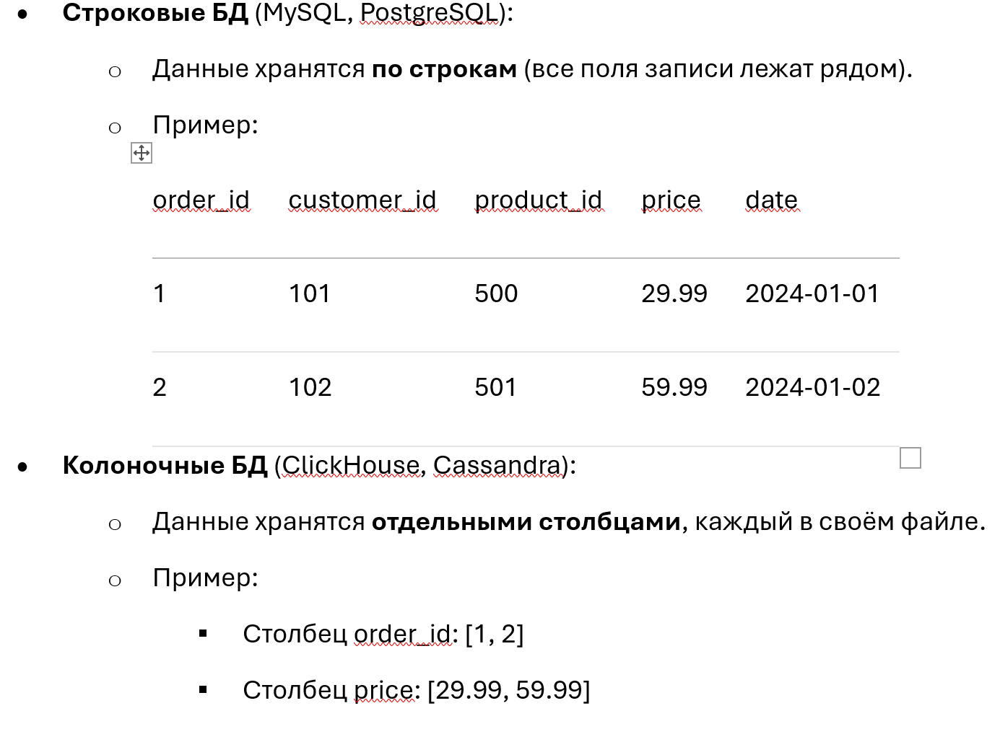 • Строковые БД (MySQL, PostgreSQL):
o Данные хранятся по строкам (все поля записи лежат рядом).
o Пример:
order_id customer_id product_id price date
1 101 500 29.99 2024-01-01
2 102 501 59.99 2024-01-02
• Колоночные БД (ClickHouse, Cassandra):
o Данные хранятся отдельными столбцами, каждый в своём файле.
o Пример:
▪ Столбец order_id: [1, 2]
▪ Столбец price: [29.99, 59.99]